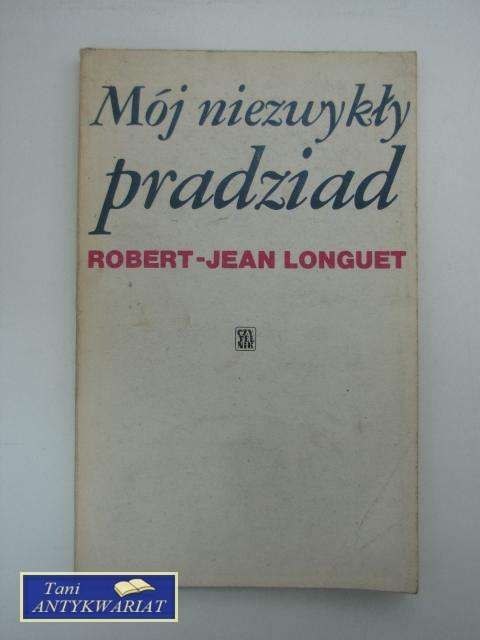 Mój niezwykły
pradziad
ROBERT-JEAN LONGUET
CZY
TEL
NIK
Tani
ANTYKWARIAT